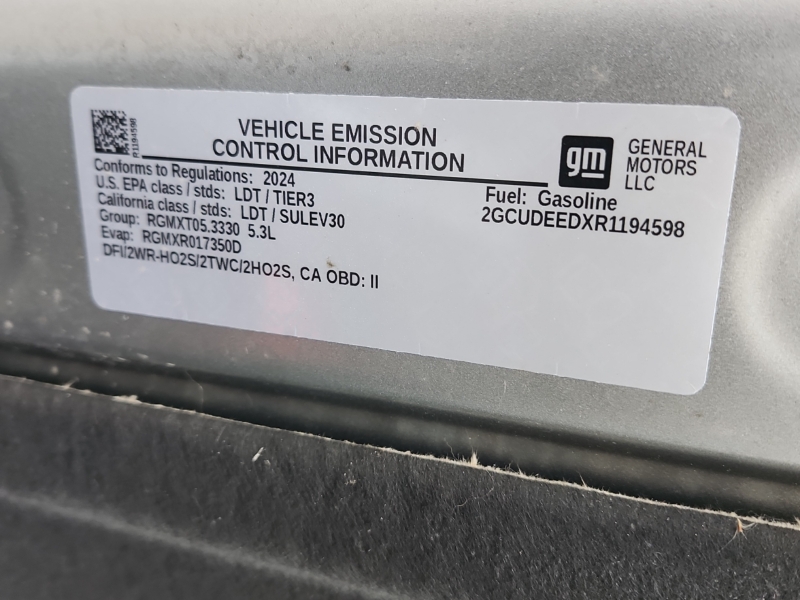 R1194598
VEHICLE EMISSION
CONTROL INFORMATION
gm
GENERAL
MOTORS
LLC
Conforms to Regulations: 2024
U.S. EPA class / stds: LDT / TIER3
California class / stds: LDT / SULEV30
Group: RGMXT05.3330 5.3L
Evap: RGMXR017350D
DFI/2WR-HO2S/2TWC/2HO2S, CA OBD: II
Fuel: Gasoline
2GCUDEEDXR1194598